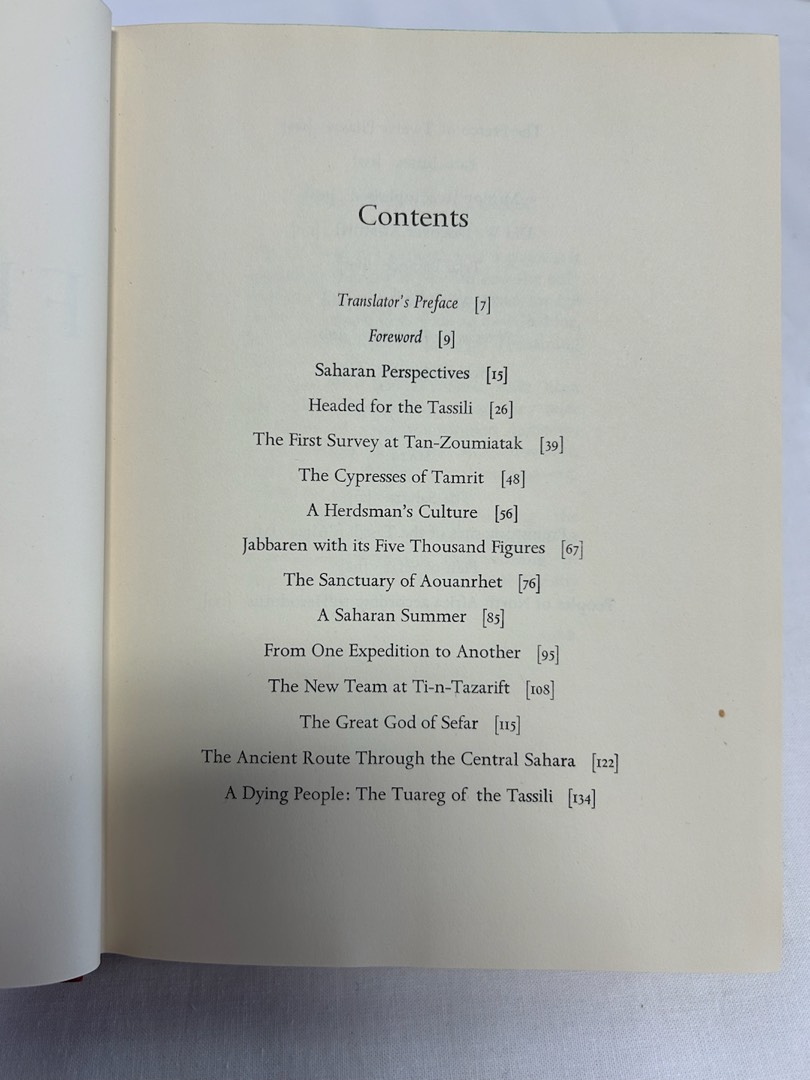 Contents
Translator's Preface [7]
Foreword [9]
Saharan Perspectives [15]
Headed for the Tassili [26]
The First Survey at Tan-Zoumiatak [39]
The Cypresses of Tamrit [48]
A Herdsman's Culture [56]
Jabbaren with its Five Thousand Figures [67]
The Sanctuary of Aouanrhet [76]
A Saharan Summer [85]
From One Expedition to Another [95]
The New Team at Ti-n-Tazarift [108]
The Great God of Sefar [115]
The Ancient Route Through the Central Sahara [122]
A Dying People: The Tuareg of the Tassili [134]